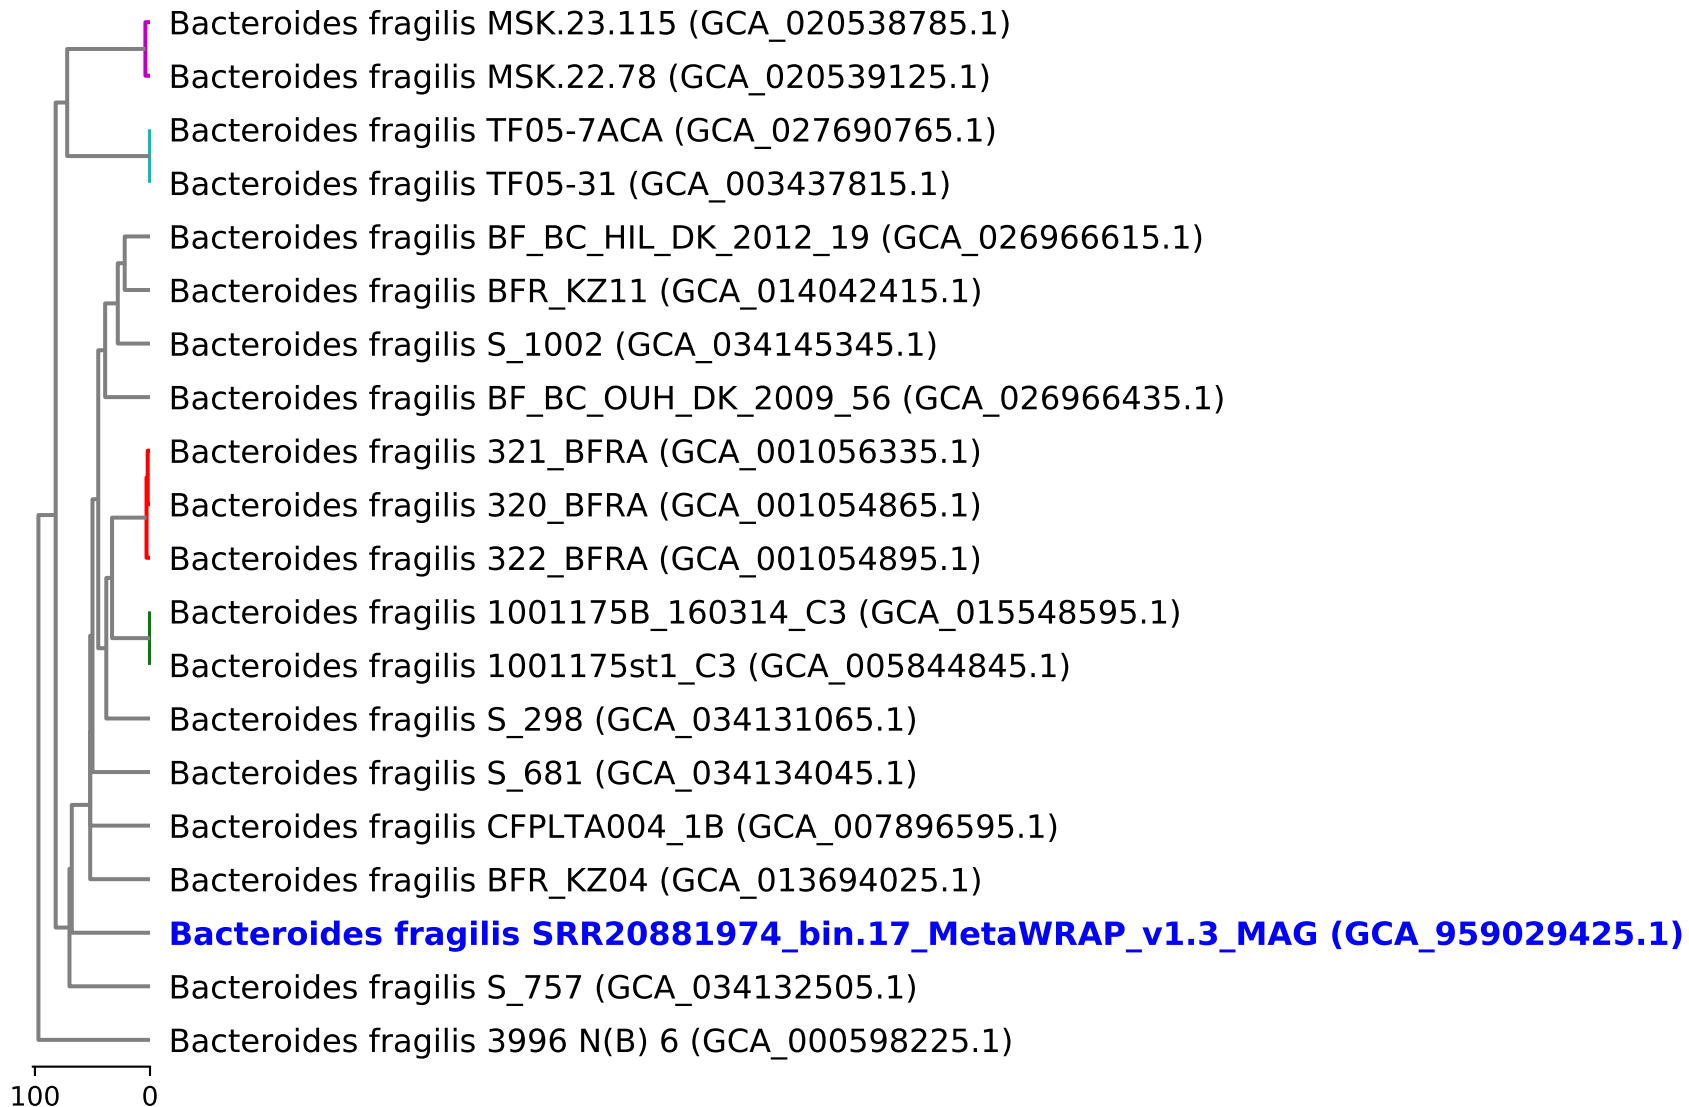 Bacteroides fragilis MSK.23.115 (GCA_020538785.1)
Bacteroides fragilis MSK.22.78 (GCA_020539125.1)
Bacteroides fragilis TF05-7ACA (GCA_027690765.1)
Bacteroides fragilis TF05-31 (GCA_003437815.1)
Bacteroides fragilis BF_BC_HIL_DK_2012_19 (GCA_026966615.1)
Bacteroides fragilis BFR_KZ11 (GCA_014042415.1)
Bacteroides fragilis S_1002 (GCA_034145345.1)
Bacteroides fragilis BF_BC_OUH_DK_2009_56 (GCA_026966435.1)
Bacteroides fragilis 321_BFRA (GCA_001056335.1)
Bacteroides fragilis 320_BFRA (GCA_001054865.1)
Bacteroides fragilis 322_BFRA (GCA_001054895.1)
Bacteroides fragilis 1001175B_160314_C3 (GCA_015548595.1)
Bacteroides fragilis 1001175st1_C3 (GCA_005844845.1)
Bacteroides fragilis S_298 (GCA_034131065.1)
Bacteroides fragilis S_681 (GCA_034134045.1)
Bacteroides fragilis CFPLTA004_1B (GCA_007896595.1)
Bacteroides fragilis BFR_KZ04 (GCA_013694025.1)
Bacteroides fragilis SRR20881974_bin.17_MetaWRAP_v1.3_MAG (GCA_959029425.1)
Bacteroides fragilis S_757 (GCA_034132505.1)
Bacteroides fragilis 3996 N(B) 6 (GCA_000598225.1)
100 0